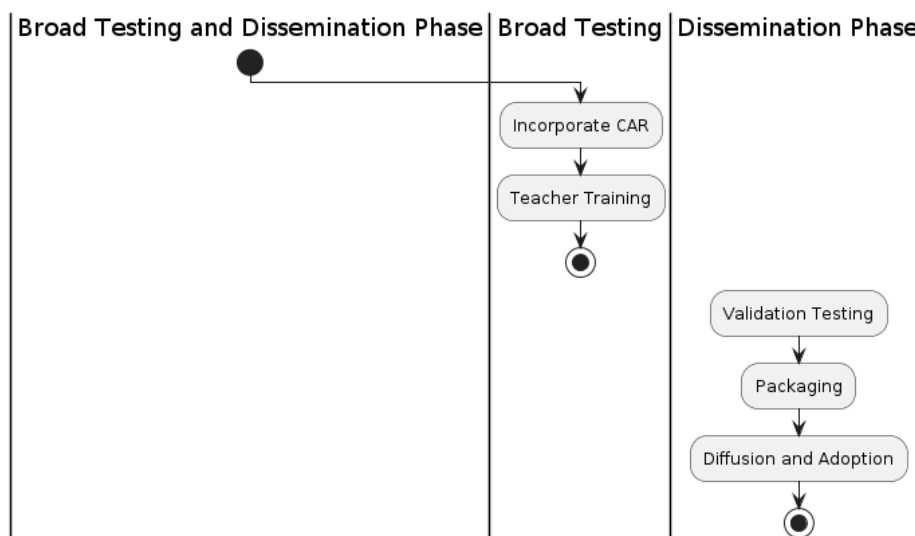 Broad Testing and Dissemination Phase Broad Testing Dissemination Phase
Incorporate CAR
Teacher Training
Validation Testing
Packaging
Diffusion and Adoption